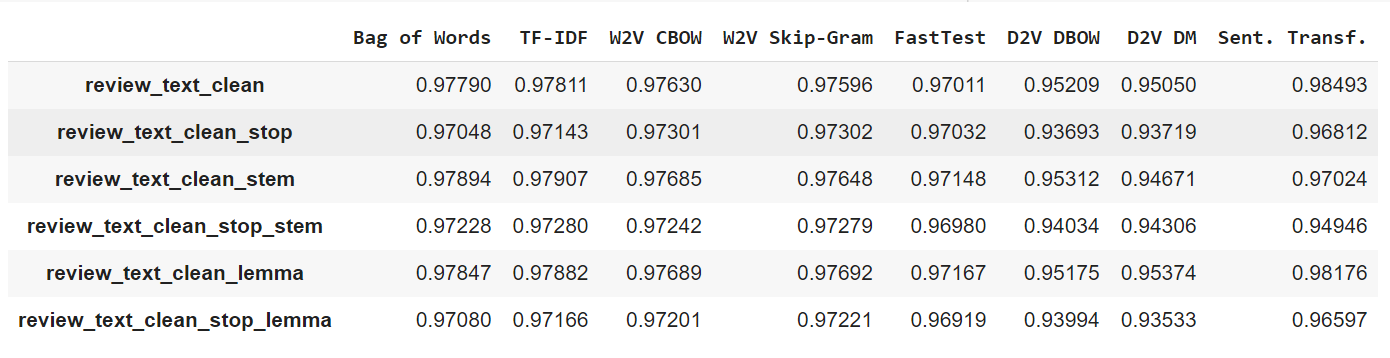 Bag of Words TF-IDF W2V CBOW W2V Skip-Gram FastTest D2V DBOW D2V DM Sent. Transf.
review_text_clean 0.97790 0.97811 0.97630 0.97596 0.97011 0.95209 0.95050 0.98493
review_text_clean_stop 0.97048 0.97143 0.97301 0.97302 0.97032 0.93693 0.93719 0.96812
review_text_clean_stem 0.97894 0.97907 0.97685 0.97648 0.97148 0.95312 0.94671 0.97024
review_text_clean_stop_stem 0.97228 0.97280 0.97242 0.97279 0.96980 0.94034 0.94306 0.94946
review_text_clean_lemma 0.97847 0.97882 0.97689 0.97692 0.97167 0.95175 0.95374 0.98176
review_text_clean_stop_lemma 0.97080 0.97166 0.97201 0.97221 0.96919 0.93994 0.93533 0.96597